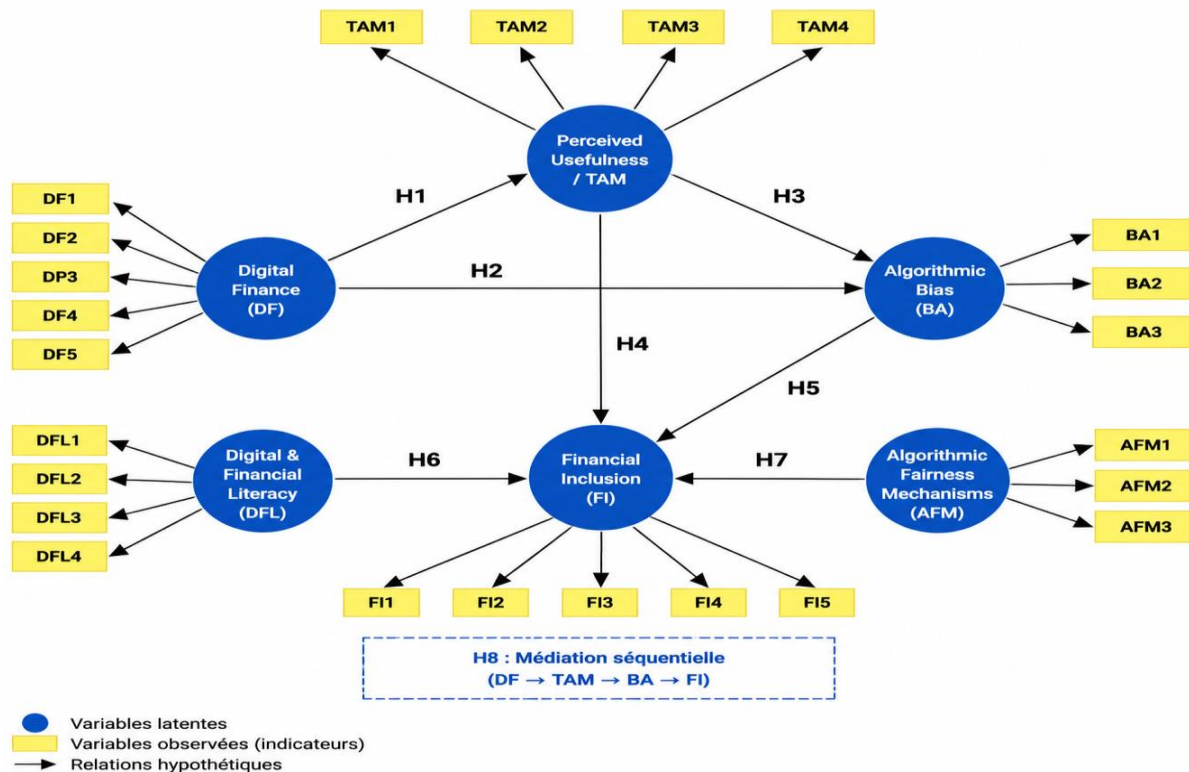 TAM1
TAM2
TAM3
TAM4
Perceived
Usefulness
/ TAM
H1
H3
DF1
DF2
DP3
DF4
DF5
Digital
Finance
(DF)
H2
Algorithmic
Bias
(BA)
BA1
BA2
BA3
H4
H5
DFL1
DFL2
DFL3
DFL4
Digital &
Financial
Literacy
(DFL)
H6
Financial
Inclusion
(FI)
H7
Algorithmic
Fairness
Mechanisms
(AFM)
AFM1
AFM2
AFM3
FI1
FI2
FI3
FI4
FI5
H8 : Médiation séquentielle
(DF → TAM → BA → FI)
Variables latentes
Variables observées (indicateurs)
Relations hypothétiques